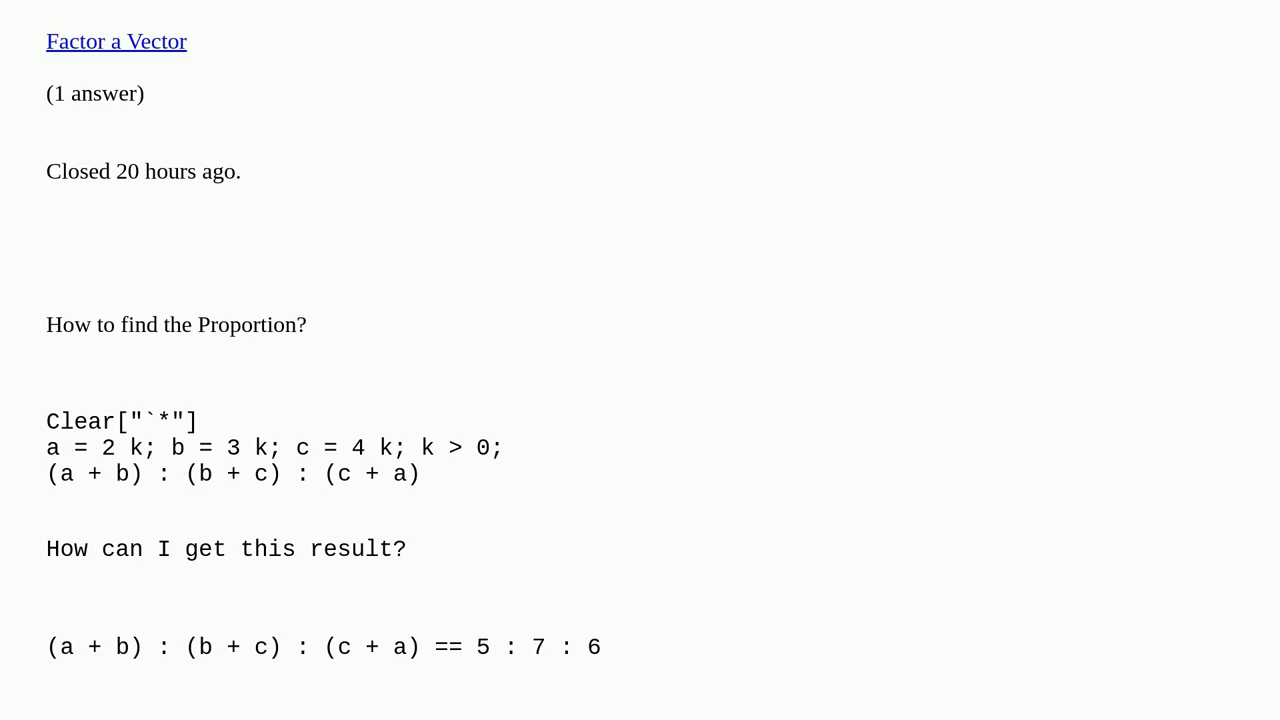 Factor a Vector
(1 answer)
Closed 20 hours ago.
How to find the Proportion?
Clear["`*"]
a = 2 k; b = 3 k; c = 4 k; k > 0;
(a + b) : (b + c) : (c + a)
How can I get this result?
(a + b) : (b + c) : (c + a) == 5 : 7 : 6